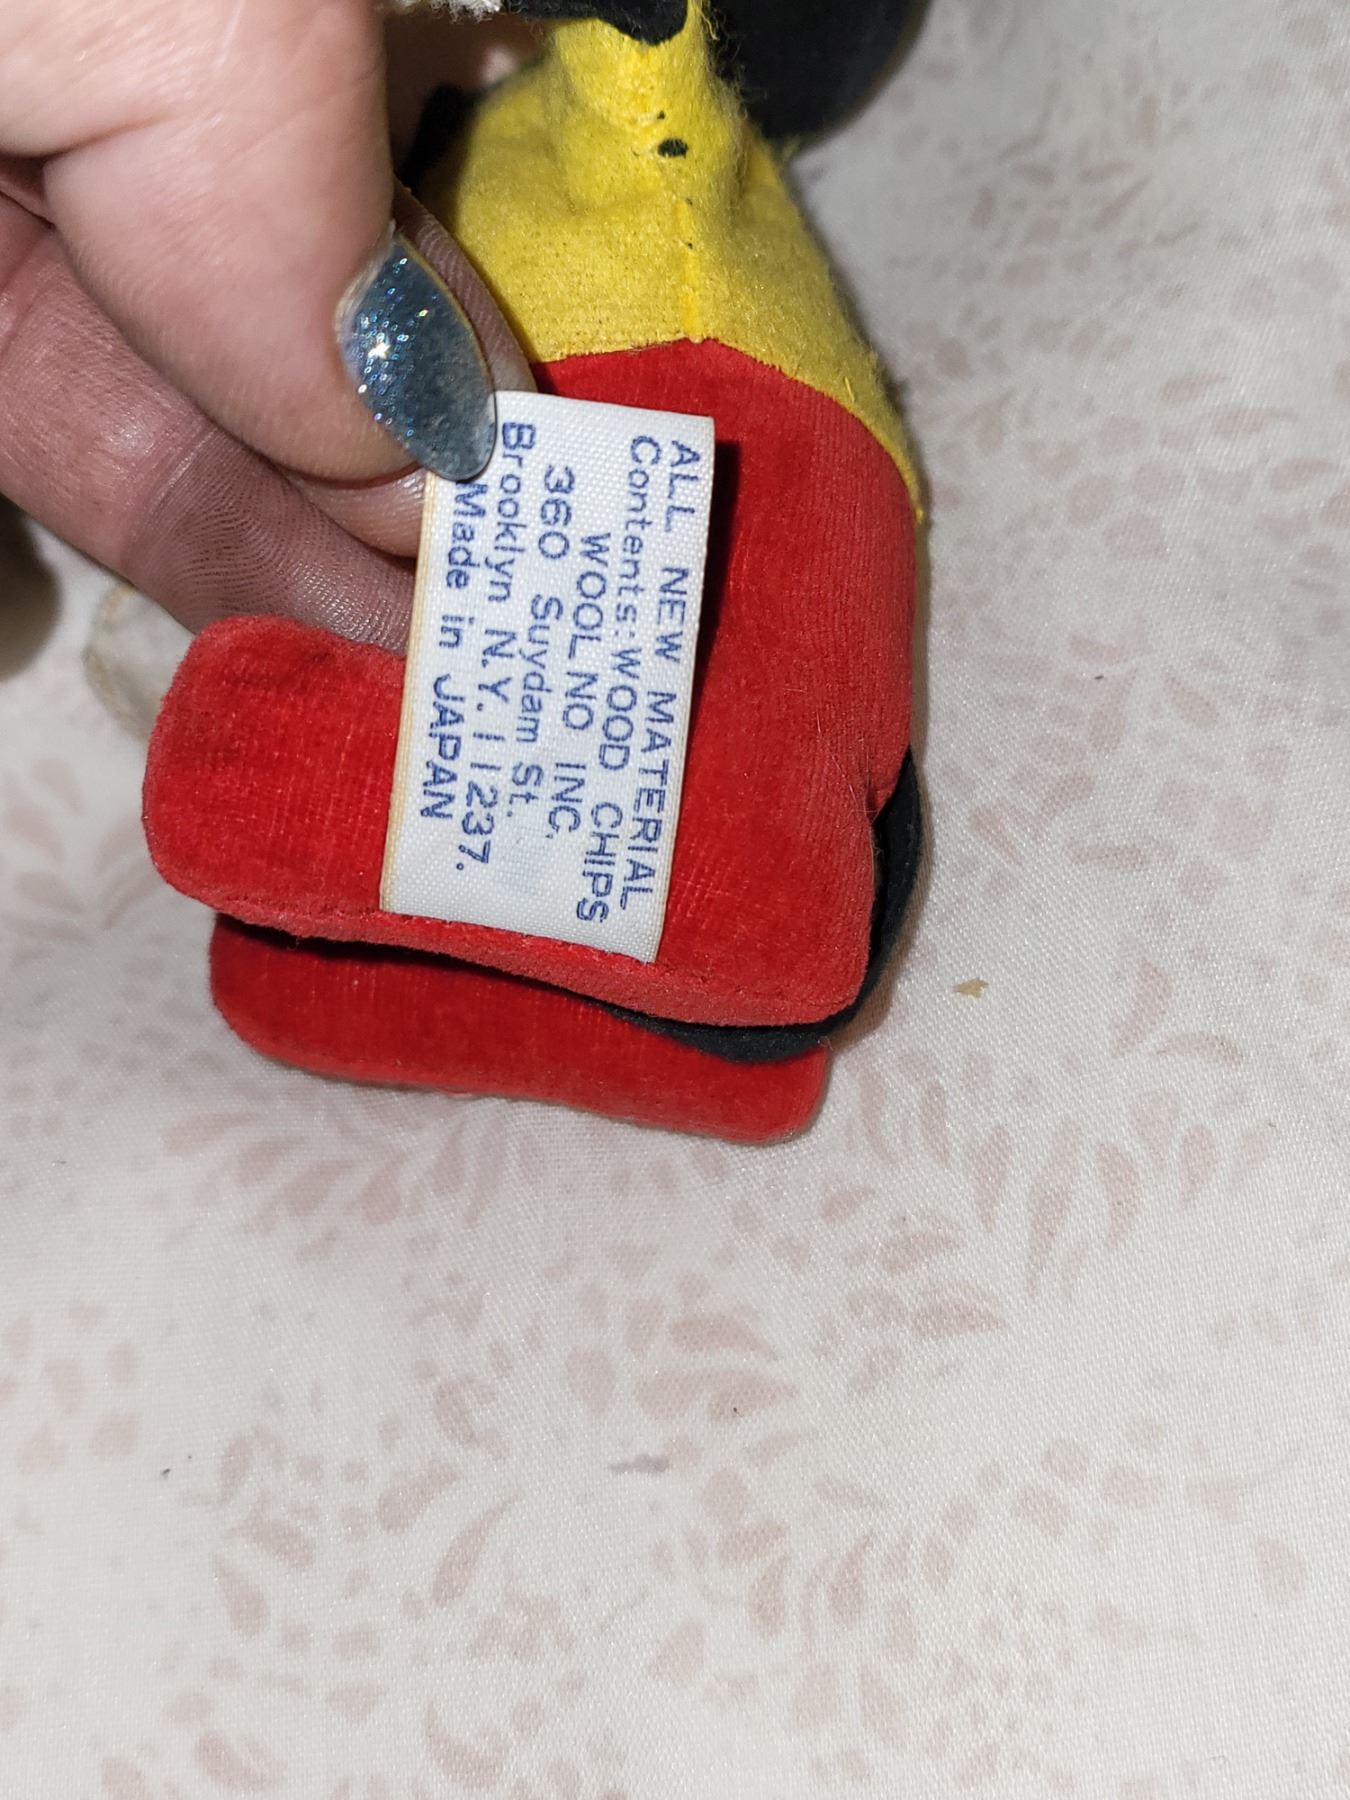 ALL NEW MATERIAL
Contents:WOOD CHIPS
WOOLNO INC.
360 Suydam St.
Brooklyn N.Y. 11237.
Made in JAPAN